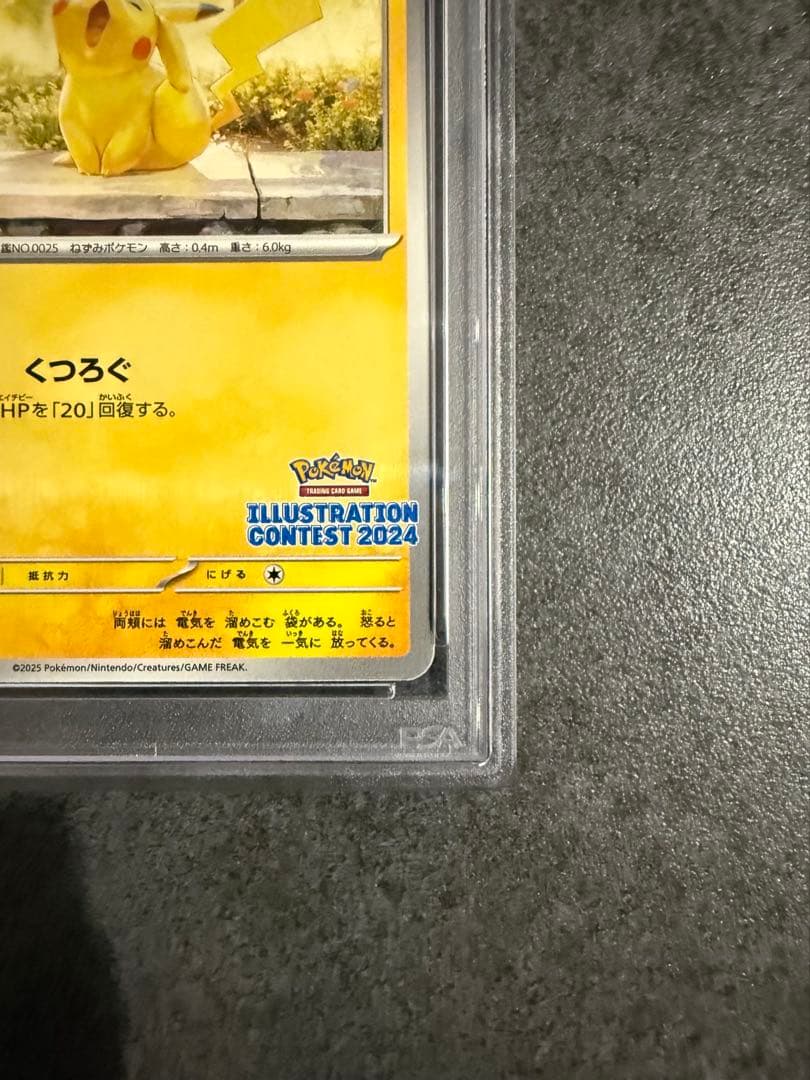 鑑NO.0025 ねずみポケモン 高さ:0.4m 重さ:6.0kg
くつろぐ
エイチピー かいふく
HPを「20」回復する。
POKéMON
TRADING CARD GAME
ILLUSTRATION
CONTEST 2024
抵抗力 にげる
りょうほほ でんき た ふくろ おこ
両頬には 電気を 溜めこむ 袋がある。 怒ると
た でんき いっき はな
溜めこんだ 電気を 一気に 放ってくる。
©2025 Pokémon/Nintendo/Creatures/GAME FREAK.
PSA